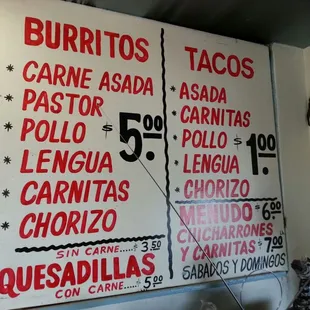 BURRITOS
* CARNE ASADA
* PASTOR
* POLLO $5.00
* LENGUA
* CARNITAS
* CHORIZO
SIN CARNE.....$3.50
QUESADILLAS
CON CARNE.....$5.00
TACOS
* ASADA
* CARNITAS
* POLLO $1.00
* LENGUA
* CHORIZO
MENUDO $6.00
CHICHARRONES
Y CARNITAS $7.00
SABADOS Y DOMINGOS